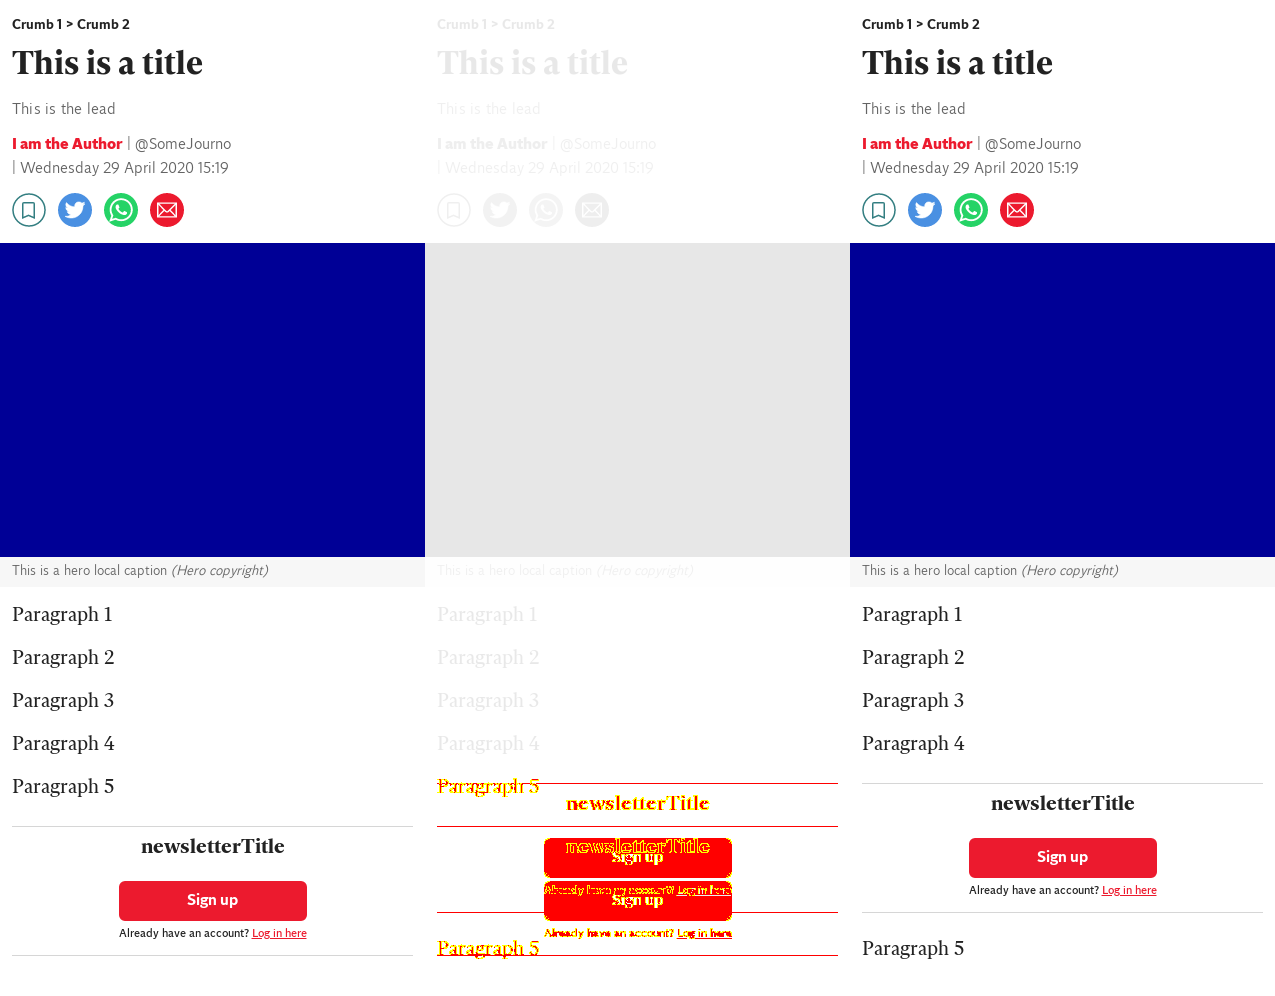 Crumb 1 > Crumb 2
This is a title
This is the lead
I am the Author | @SomeJourno
| Wednesday 29 April 2020 15:19
This is a hero local caption (Hero copyright)
Paragraph 1
Paragraph 2
Paragraph 3
Paragraph 4
Paragraph 5
newsletterTitle
Sign up
Already have an account? Log in here
Crumb 1 > Crumb 2
This is a title
This is the lead
I am the Author | @SomeJourno
| Wednesday 29 April 2020 15:19
This is a hero local caption (Hero copyright)
Paragraph 1
Paragraph 2
Paragraph 3
Paragraph 4
Paragraph 5
newsletterTitle
newsletterTitle
Sign up
Already have an account? Log in here
Sign up
Already have an account? Log in here
Paragraph 5
Crumb 1 > Crumb 2
This is a title
This is the lead
I am the Author | @SomeJourno
| Wednesday 29 April 2020 15:19
This is a hero local caption (Hero copyright)
Paragraph 1
Paragraph 2
Paragraph 3
Paragraph 4
newsletterTitle
Sign up
Already have an account? Log in here
Paragraph 5